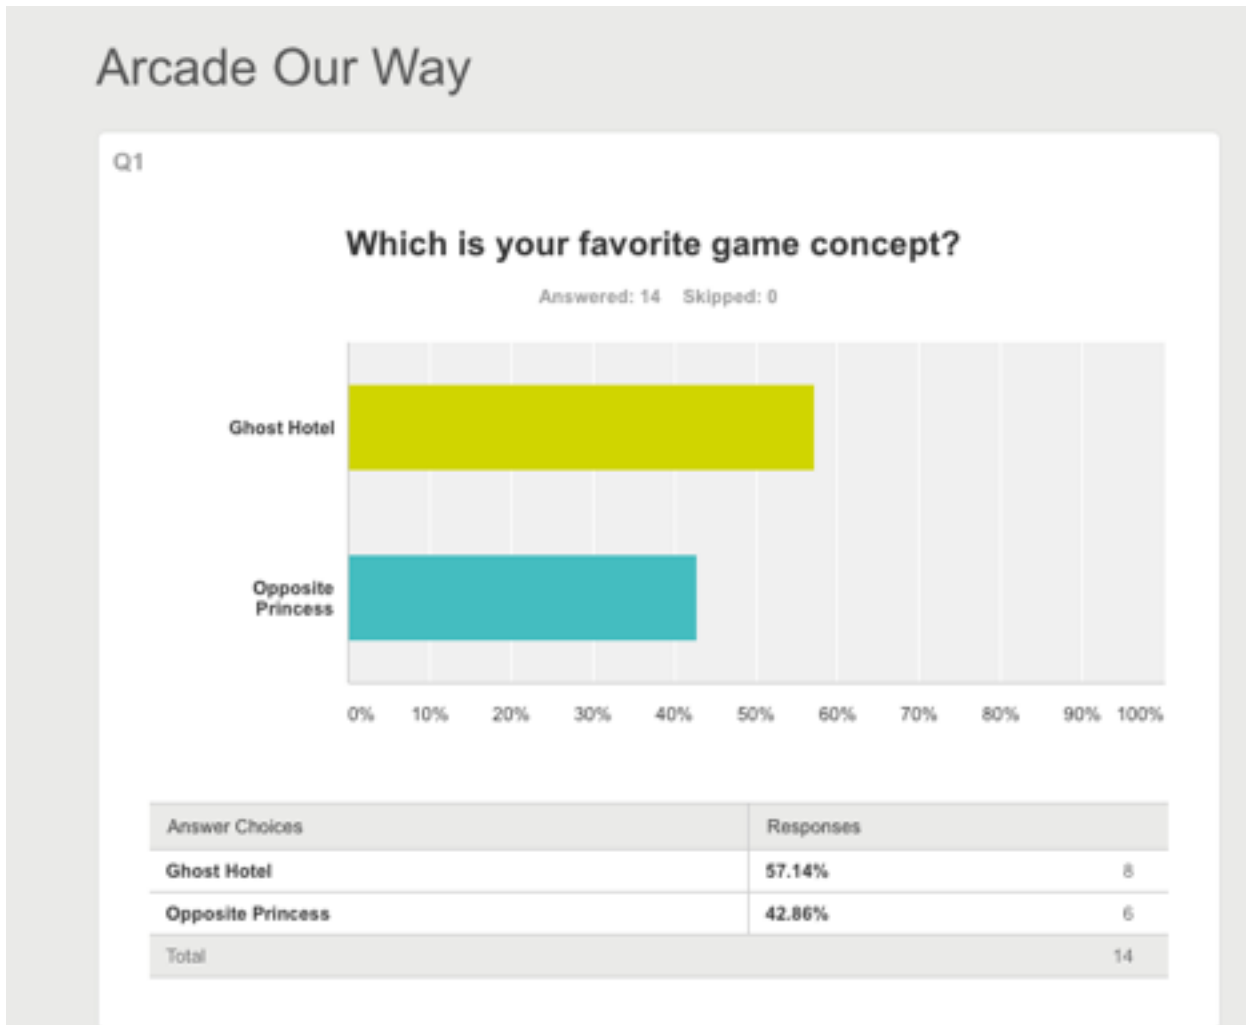 Arcade Our Way
Q1
Which is your favorite game concept?
Answered: 14 Skipped: 0
Ghost Hotel
Opposite
Princess
0% 10% 20% 30% 40% 50% 60% 70% 80% 90% 100%
Answer Choices Responses
Ghost Hotel 57.14% 8
Opposite Princess 42.86% 6
Total 14